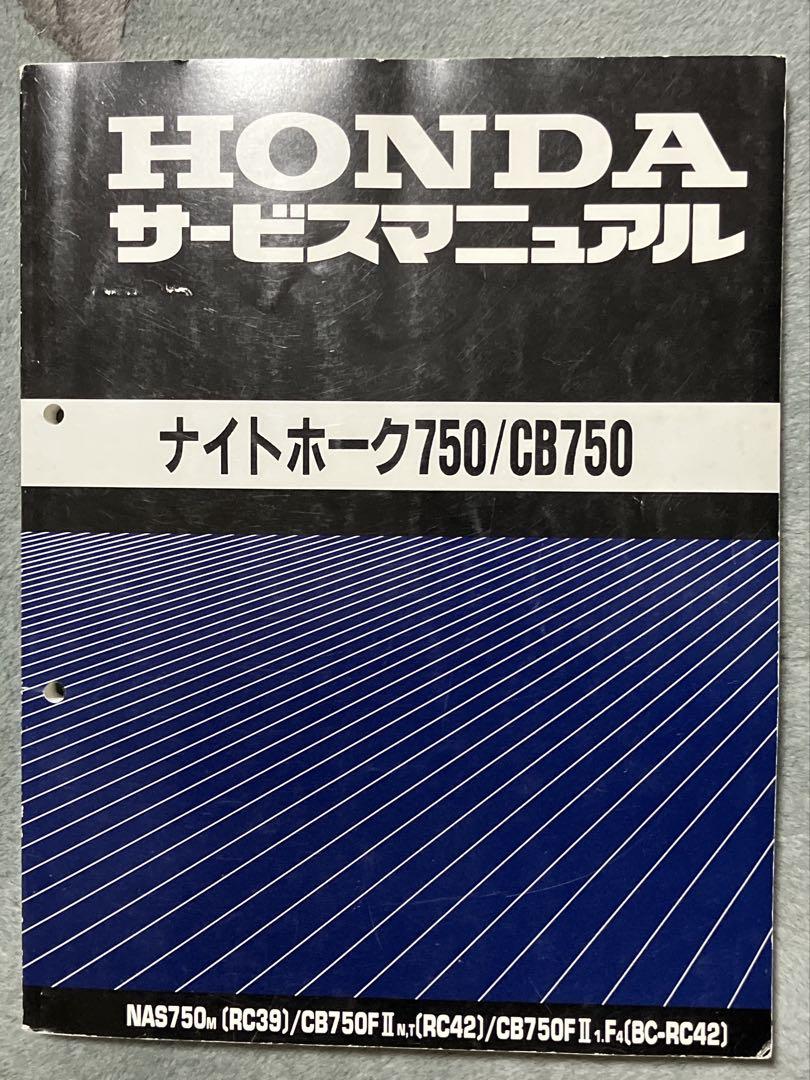 HONDA
サービスマニュアル
ナイトホーク750/CB750
NAS750M (RC39)/CB750FⅡN,T(RC42)/CB750FⅡ1.F4(BC-RC42)